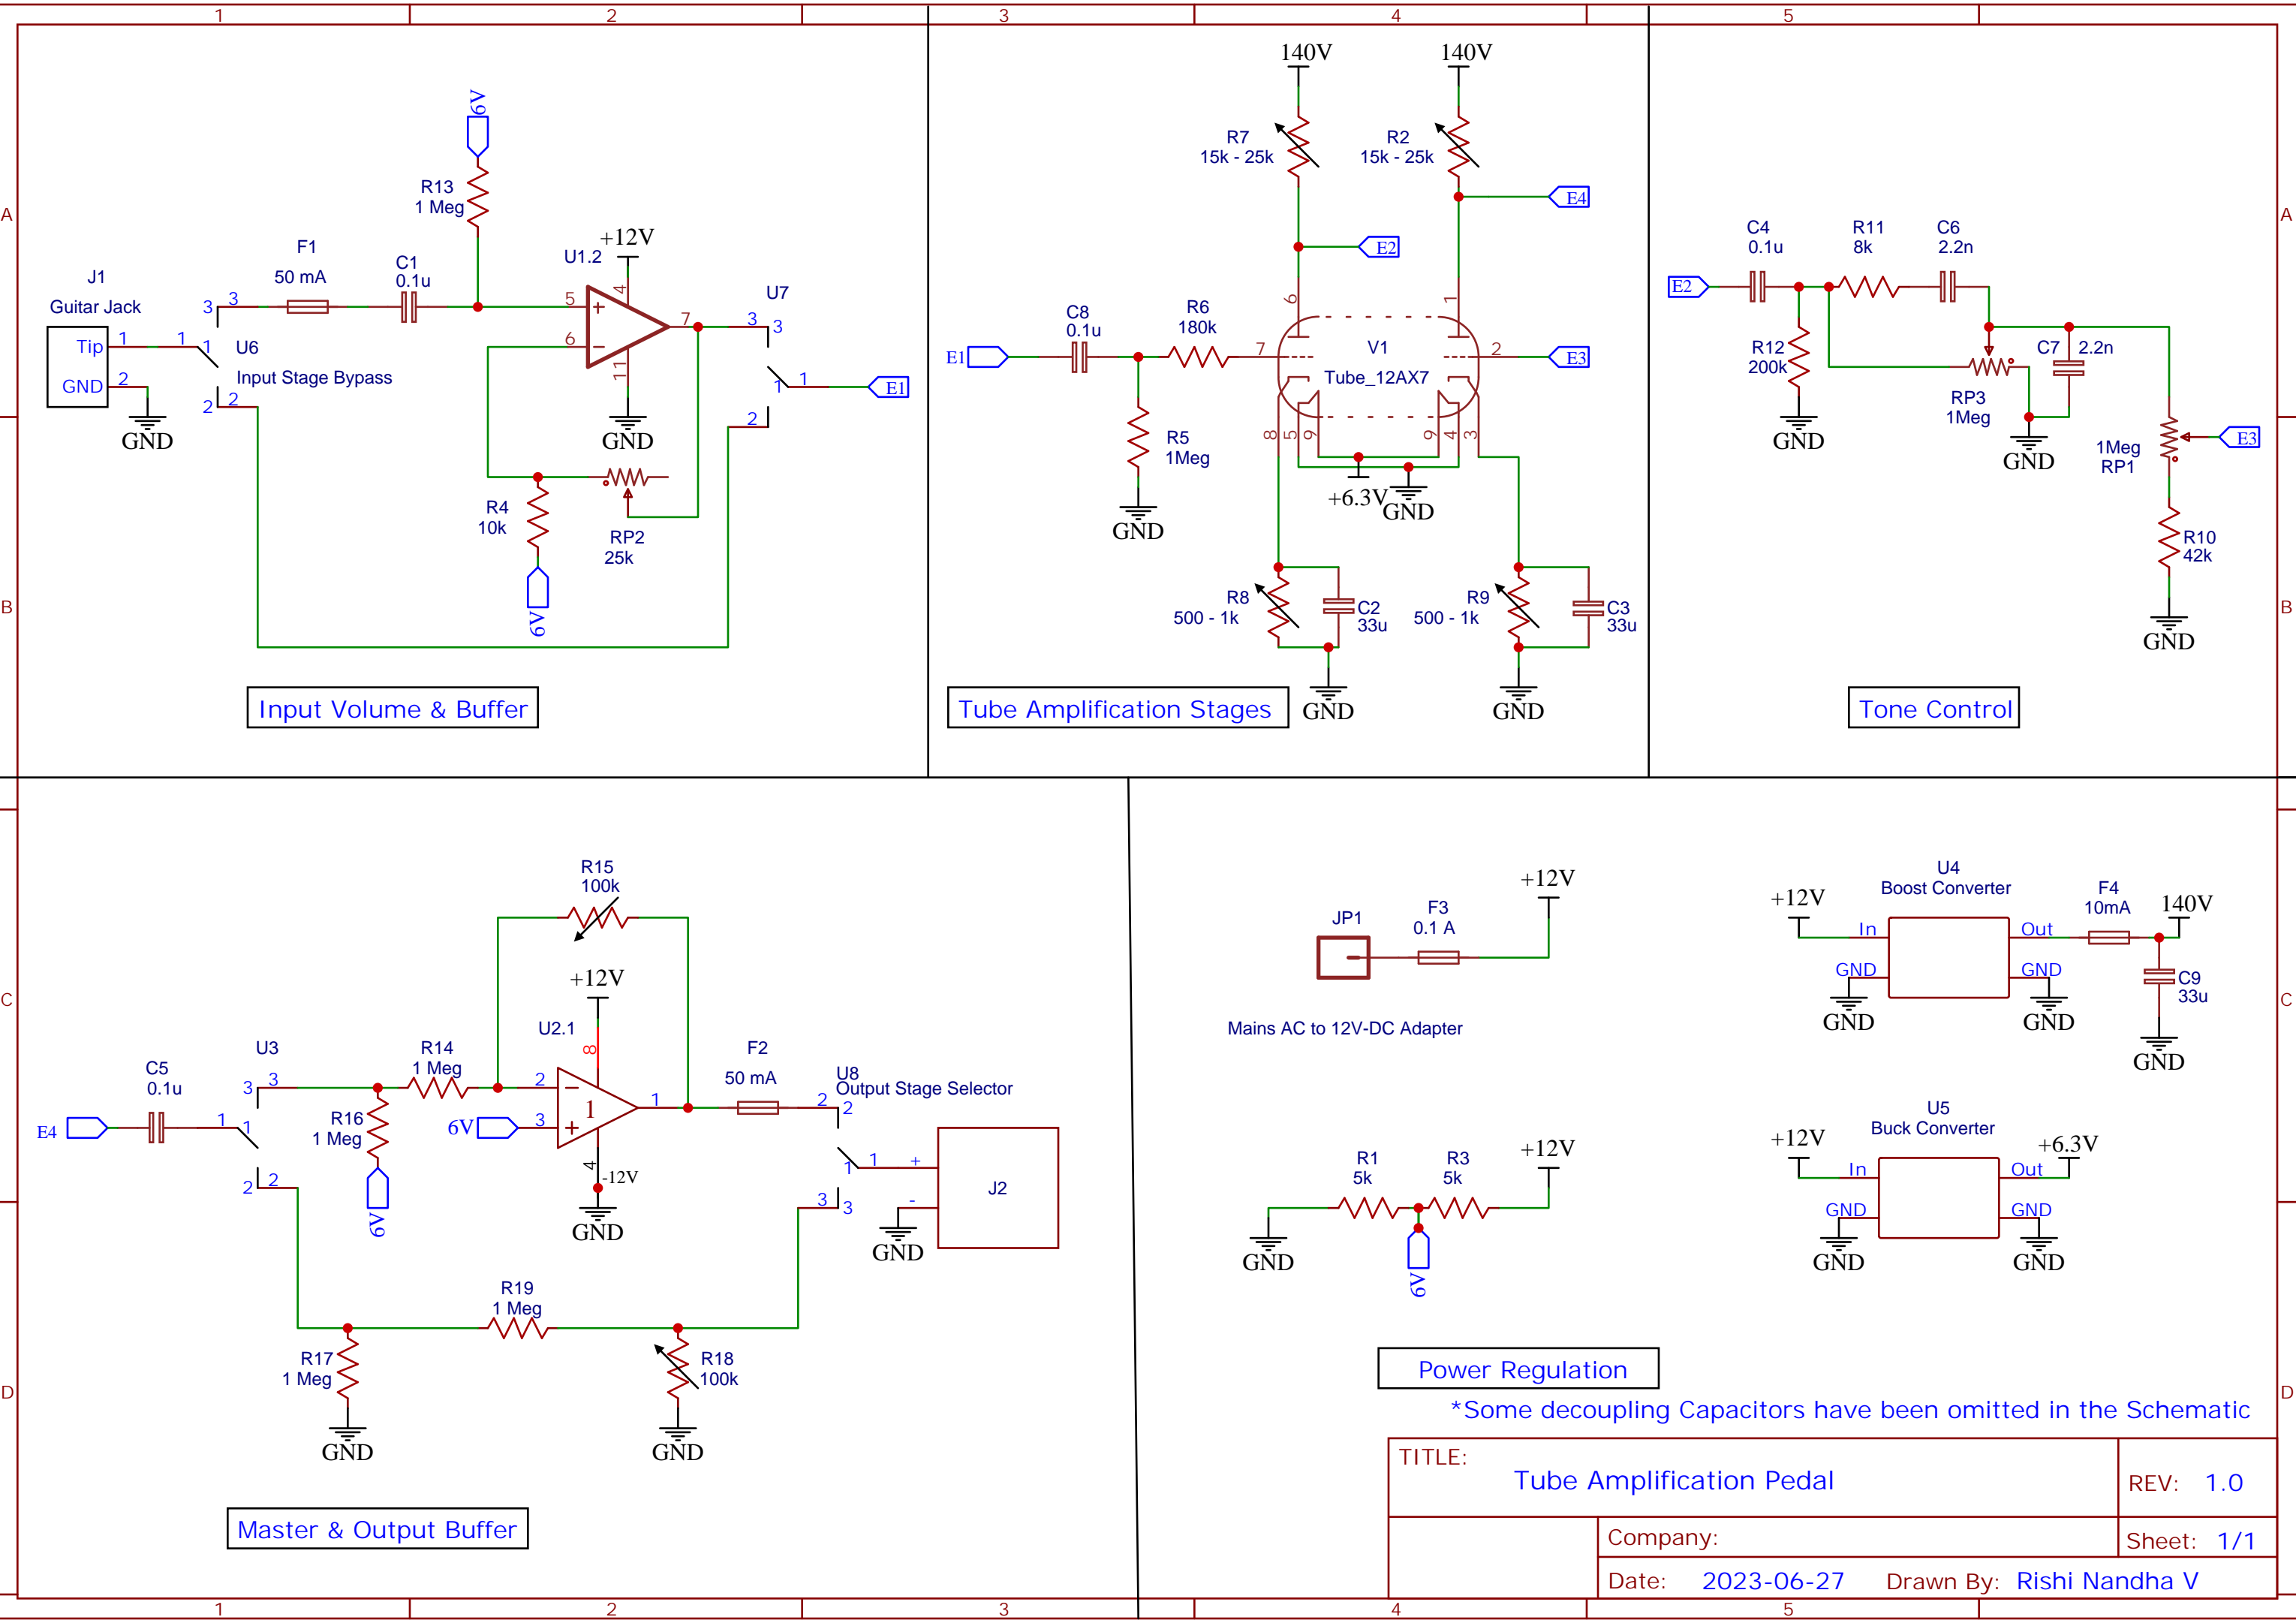 1 2 3 4 5
A A
B B
C C
D D
1 2 3 4 5
J1
Guitar Jack
Tip 1
GND 2
GND
1 1
3 3
2 2
U6
Input Stage Bypass
F1
50 mA
C1
0.1u
6V
R13
1 Meg
U1.2
+12V
4
5 +
6 −
7
11
GND
R4
10k
6V
RP2
25k
U7
3 3
1 1
2
E1
Input Volume & Buffer
140V 140V
R7
15k - 25k
R2
15k - 25k
E4
E2
E1
C8
0.1u
R6
180k
R5
1Meg
GND
6 1
7 2
V1
Tube_12AX7
E3
8 5 9 9 4 3
+6.3V
GND
R8
500 - 1k
C2
33u
GND
R9
500 - 1k
C3
33u
GND
Tube Amplification Stages
E2
C4
0.1u
R11
8k
C6
2.2n
R12
200k
GND
RP3
1Meg
C7 2.2n
GND
1Meg
RP1
E3
R10
42k
GND
Tone Control
E4
C5
0.1u
U3
1 1
3 3
2 2
R14
1 Meg
R16
1 Meg
6V
R15
100k
+12V
U2.1
8
2 −
6V 3 +
1
1
4
-12V
GND
F2
50 mA
U8
Output Stage Selector
2 2
1 1
3 3
+
-
GND
J2
R19
1 Meg
R17
1 Meg
GND
R18
100k
GND
Master & Output Buffer
JP1
F3
0.1 A
+12V
Mains AC to 12V-DC Adapter
U4
Boost Converter
+12V
In Out
GND GND
GND GND
F4
10mA
140V
C9
33u
GND
R1
5k
R3
5k
+12V
GND
6V
U5
Buck Converter
+12V
In Out
+6.3V
GND GND
GND GND
Power Regulation
*Some decoupling Capacitors have been omitted in the Schematic
TITLE:
Tube Amplification Pedal
REV: 1.0
Company:
Sheet: 1/1
Date: 2023-06-27 Drawn By: Rishi Nandha V